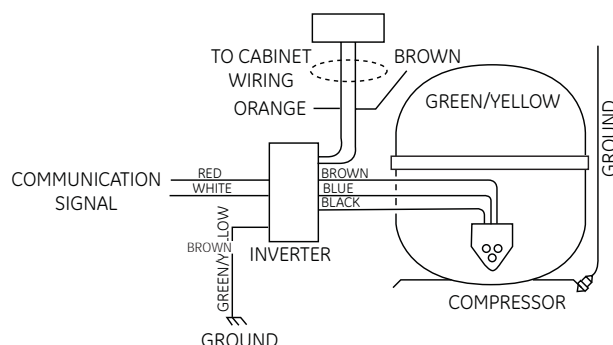 TO CABINET
WIRING
BROWN
ORANGE
GREEN/YELLOW
GROUND
COMMUNICATION
SIGNAL
RED
WHITE
BROWN
BLUE
BLACK
GREEN/YELLOW
BROWN
INVERTER
COMPRESSOR
GROUND